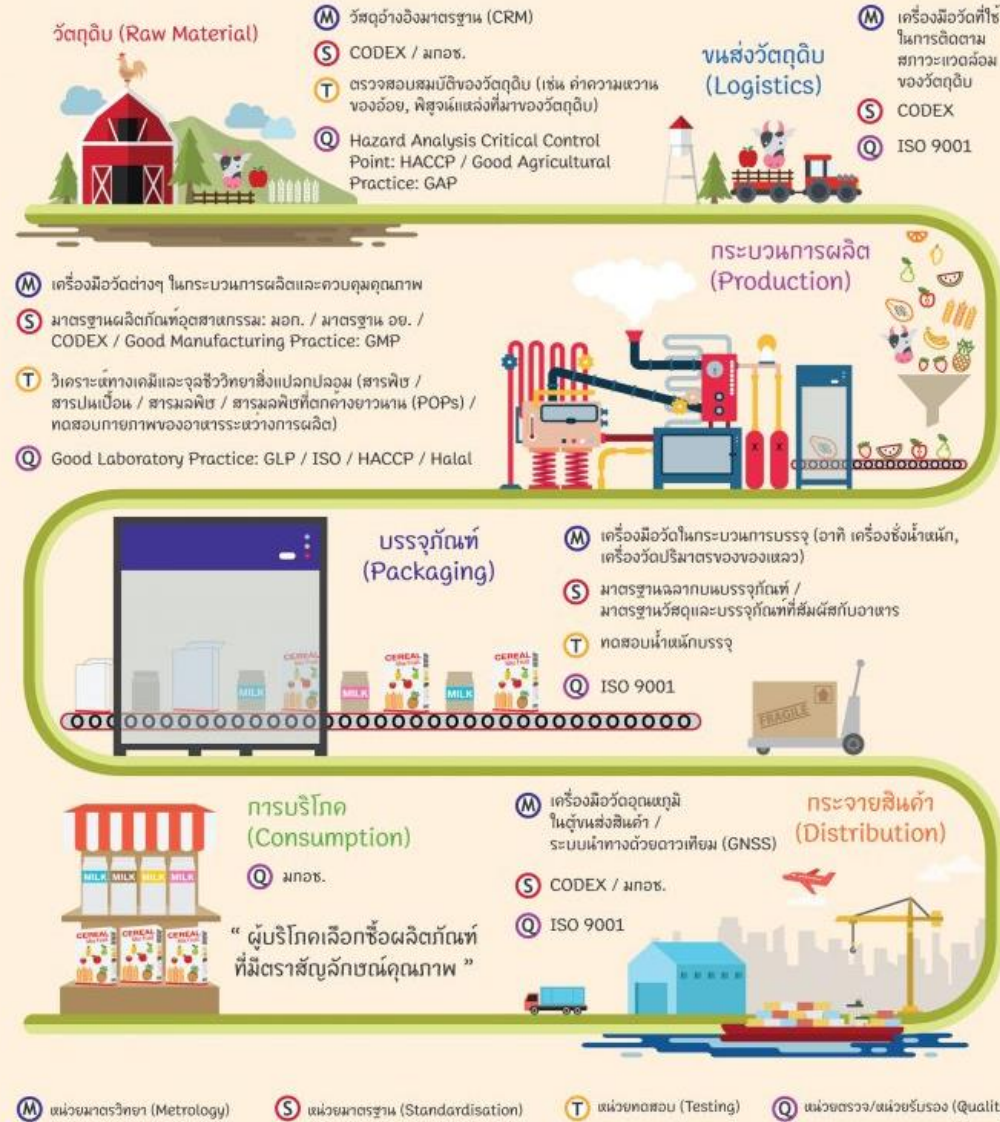 วัตถุดิบ (Raw Material)
M วัสดุอ้างอิงมาตรฐาน (CRM)
S CODEX / มกอช.
T ตรวจสอบสมบัติของวัตถุดิบ (เช่น ค่าความหวาน
ของอ้อย, พิสูจน์แหล่งที่มาของวัตถุดิบ)
Q Hazard Analysis Critical Control
Point: HACCP / Good Agricultural
Practice: GAP
ขนส่งวัตถุดิบ
(Logistics)
M เครื่องมือวัดที่ใช้
ในการติดตาม
สภาวะแวดล้อม
ของวัตถุดิบ
S CODEX
Q ISO 9001
กระบวนการผลิต
(Production)
M เครื่องมือวัดต่างๆ ในกระบวนการผลิตและควบคุมคุณภาพ
S มาตรฐานผลิตภัณฑ์อุตสาหกรรม: มอก. / มาตรฐาน อย. /
CODEX / Good Manufacturing Practice: GMP
T วิเคราะห์ทางเคมีและจุลชีววิทยาสิ่งแปลกปลอม (สารพิษ /
สารปนเปื้อน / สารมลพิษ / สารมลพิษที่ตกค้างยาวนาน (POPs) /
ทดสอบกายภาพของอาหารระหว่างการผลิต)
Q Good Laboratory Practice: GLP / ISO / HACCP / Halal
บรรจุภัณฑ์
(Packaging)
M เครื่องมือวัดในกระบวนการบรรจุ (อาทิ เครื่องชั่งน้ำหนัก,
เครื่องวัดปริมาตรของของเหลว)
S มาตรฐานฉลากบนบรรจุภัณฑ์ /
มาตรฐานวัสดุและบรรจุภัณฑ์ที่สัมผัสกับอาหาร
T ทดสอบน้ำหนักบรรจุ
Q ISO 9001
CEREAL CEREAL CEREAL
MILK MILK MILK
FRAGILE
การบริโภค
(Consumption)
Q มกอช.
“ ผู้บริโภคเลือกซื้อผลิตภัณฑ์
ที่มีตราสัญลักษณ์คุณภาพ ”
MILK MILK MILK MILK
CEREAL CEREAL CEREAL
M เครื่องมือวัดอุณหภูมิ
ในตู้ขนส่งสินค้า /
ระบบนำทางด้วยดาวเทียม (GNSS)
S CODEX / มกอช.
Q ISO 9001
กระจายสินค้า
(Distribution)
M หน่วยมาตรวิทยา (Metrology) S หน่วยมาตรฐาน (Standardisation) T หน่วยทดสอบ (Testing) Q หน่วยตรวจ/หน่วยรับรอง (Qualit